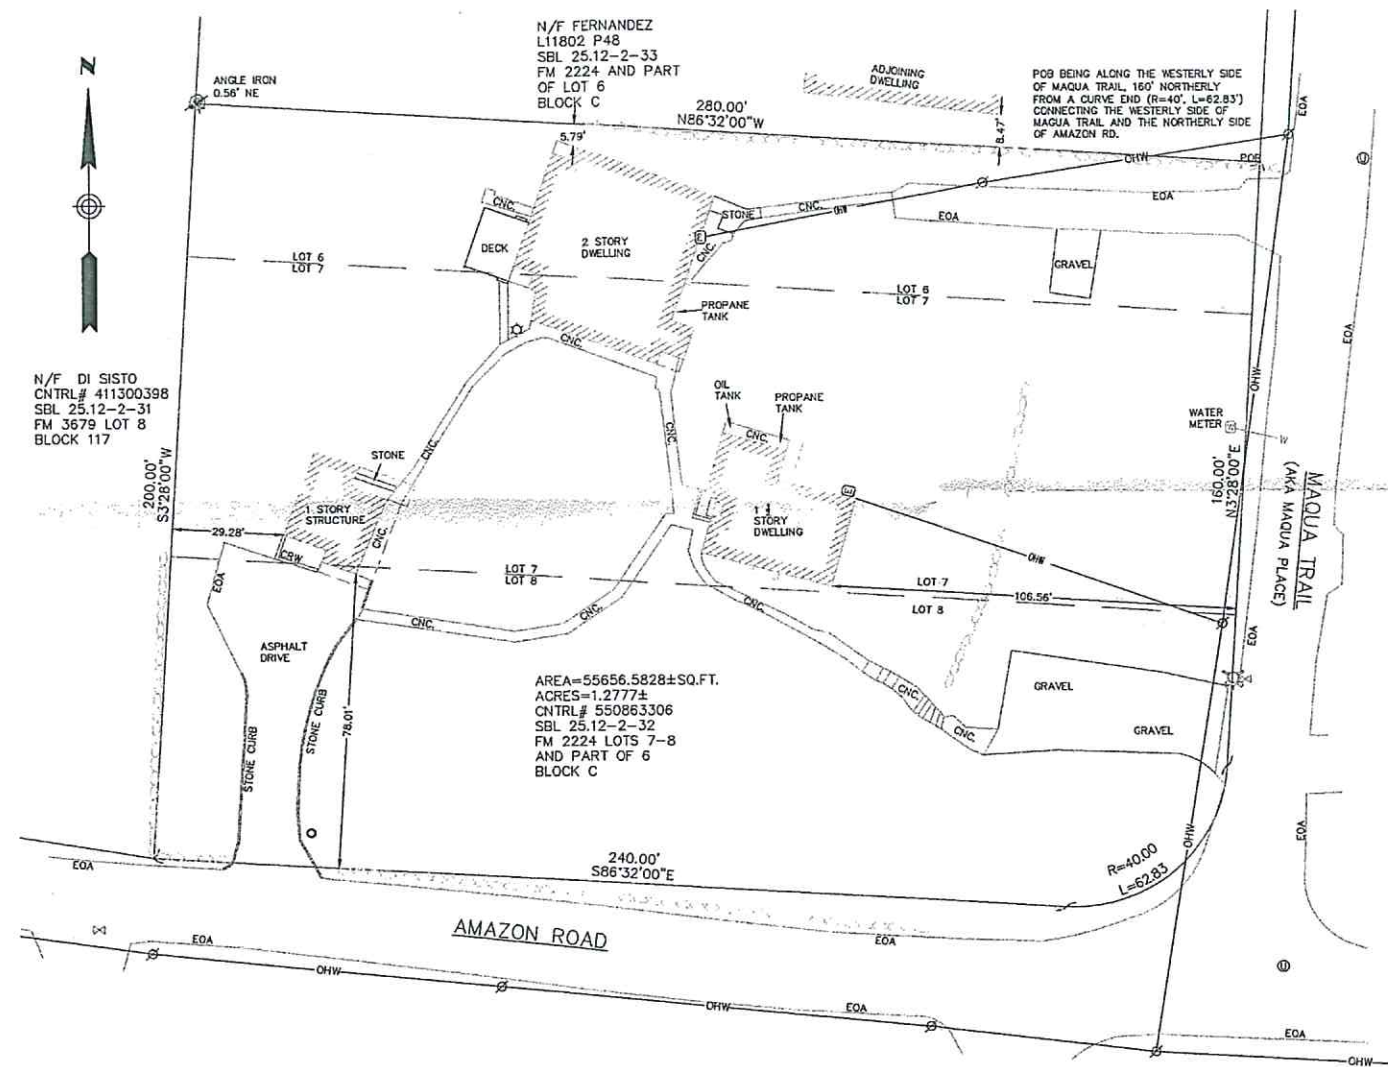 N/F FERNANDEZ
L11802 P48
SBL 25.12-2-33
FM 2224 AND PART
OF LOT 6
BLOCK C
N
ANGLE IRON
0.56' NE
280.00'
N86°32'00"W
ADJOINING
DWELLING
8.47'
POB BEING ALONG THE WESTERLY SIDE
OF MAQUA TRAIL, 160' NORTHERLY
FROM A CURVE END (R=40', L=62.83')
CONNECTING THE WESTERLY SIDE OF
MAGUA TRAIL AND THE NORTHERLY SIDE
OF AMAZON RD.
EOA
5.79'
OHW
POB
EOA
EOA
CNC.
STONE
CNC.
OHW
CNC.
DECK
2 STORY
DWELLING
GRAVEL
LOT 6
LOT 7
LOT 6
LOT 7
PROPANE
TANK
CNC.
EOA
OHW
N/F DI SISTO
CNTRL# 411300398
SBL 25.12-2-31
FM 3679 LOT 8
BLOCK 117
200.00'
S3°28'00"W
OIL
TANK
PROPANE
TANK
CNC.
CNC.
CNC.
WATER
METER
W
160.00'
N3°28'00"E
MAQUA TRAIL
(AKA MAQUA PLACE)
STONE
1 STORY
STRUCTURE
CNC.
29.28'
CRW
E
E
STORY
DWELLING
OHW
LOT 7
LOT 8
LOT 7
106.56'
LOT 8
EOA
CNC.
CNC.
CNC.
EOA
ASPHALT
DRIVE
STONE CURB
STONE CURB
78.01'
AREA=55656.5828±SQ.FT.
ACRES=1.2777±
CNTRL# 550863306
SBL 25.12-2-32
FM 2224 LOTS 7-8
AND PART OF 6
BLOCK C
CNC.
CNC.
GRAVEL
GRAVEL
OHW
EOA
240.00'
S86°32'00"E
R=40.00
L=62.83
EOA
AMAZON ROAD
EOA
EOA
OHW
OHW
EOA
EOA
OHW